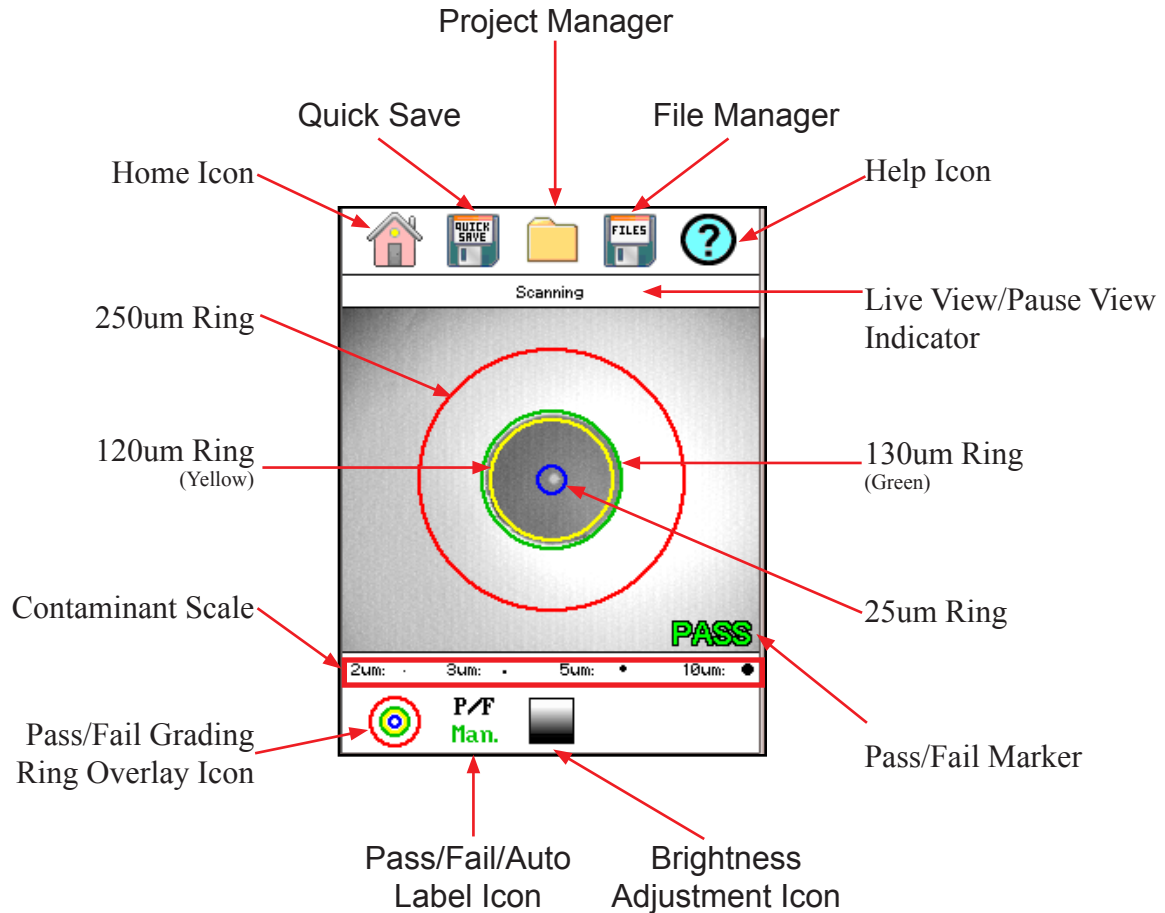 Project Manager
Quick Save
File Manager
Home Icon
Help Icon
QUICK
SAVE
FILES
?
Scanning
Live View/Pause View
Indicator
250um Ring
120um Ring
(Yellow)
130um Ring
(Green)
Contaminant Scale
25um Ring
PASS
2um:
3um:
5um:
10um:
P/F
Man.
Pass/Fail Grading
Ring Overlay Icon
Pass/Fail Marker
Pass/Fail/Auto
Label Icon
Brightness
Adjustment Icon